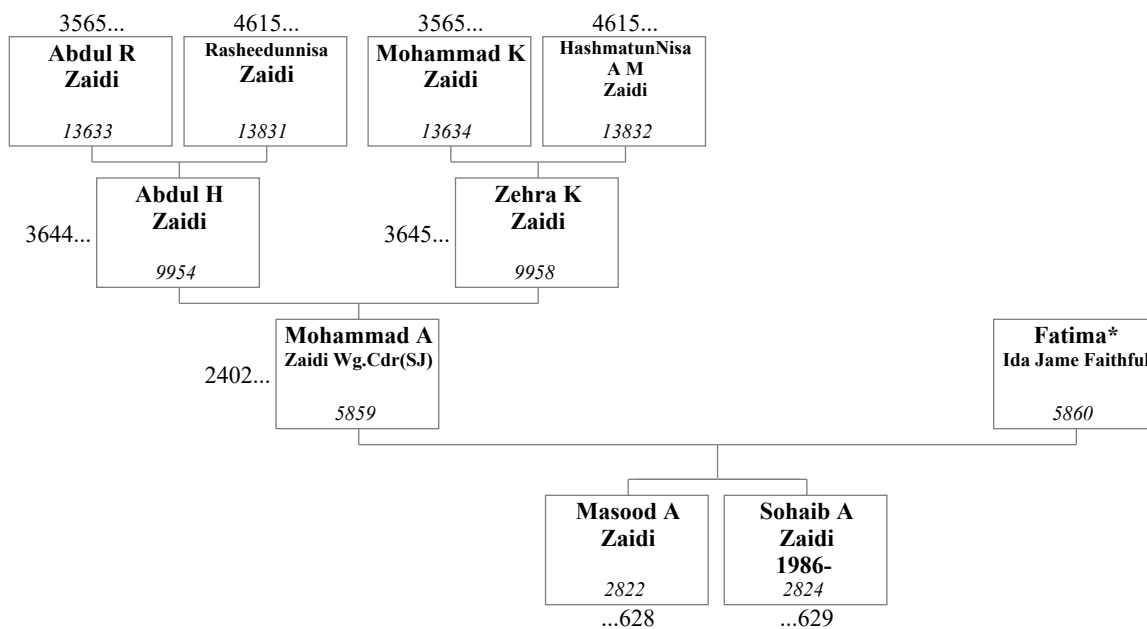 3565...
4615...
3565...
4615...
Abdul R
Zaidi
13633
Rasheedunnisa
Zaidi
13831
Mohammad K
Zaidi
13634
HashmatunNisa
A M
Zaidi
13832
3644...
Abdul H
Zaidi
9954
3645...
Zehra K
Zaidi
9958
2402...
Mohammad A
Zaidi Wg.Cdr(SJ)
5859
Fatima*
Ida Jame Faithful
5860
Masood A
Zaidi
2822
...628
Sohaib A
Zaidi
1986-
2824
...629